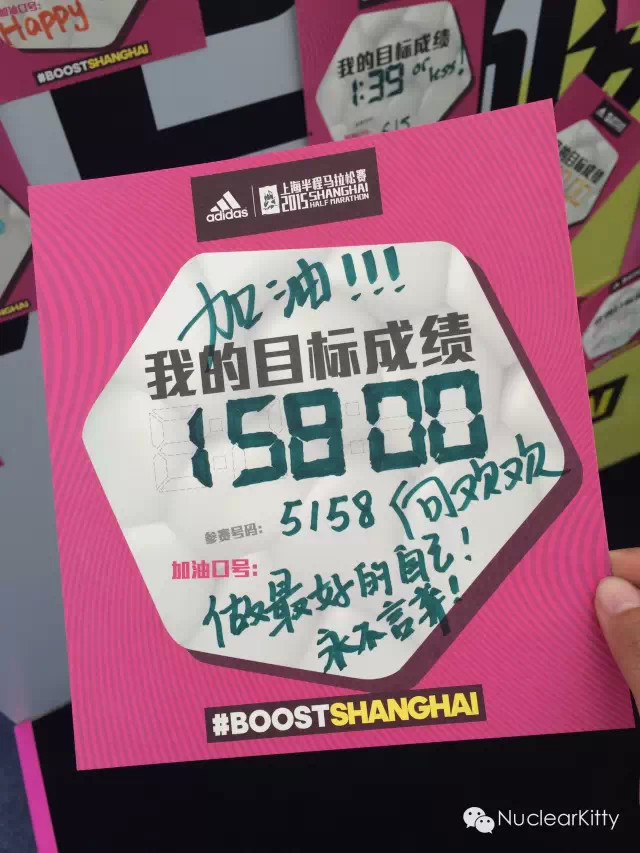 Happy
#BOOSTSHANGHAI
我的目标成绩
1:39 or less!
615
adidas
上海半程马拉松赛
2015 SHANGHAI
HALF MARATHON
加油!!!
我的目标成绩
1 58 00
参赛号码: 5158 何欢欢
加油口号:
做最好的自己!
永不言弃!
#BOOSTSHANGHAI
NuclearKitty